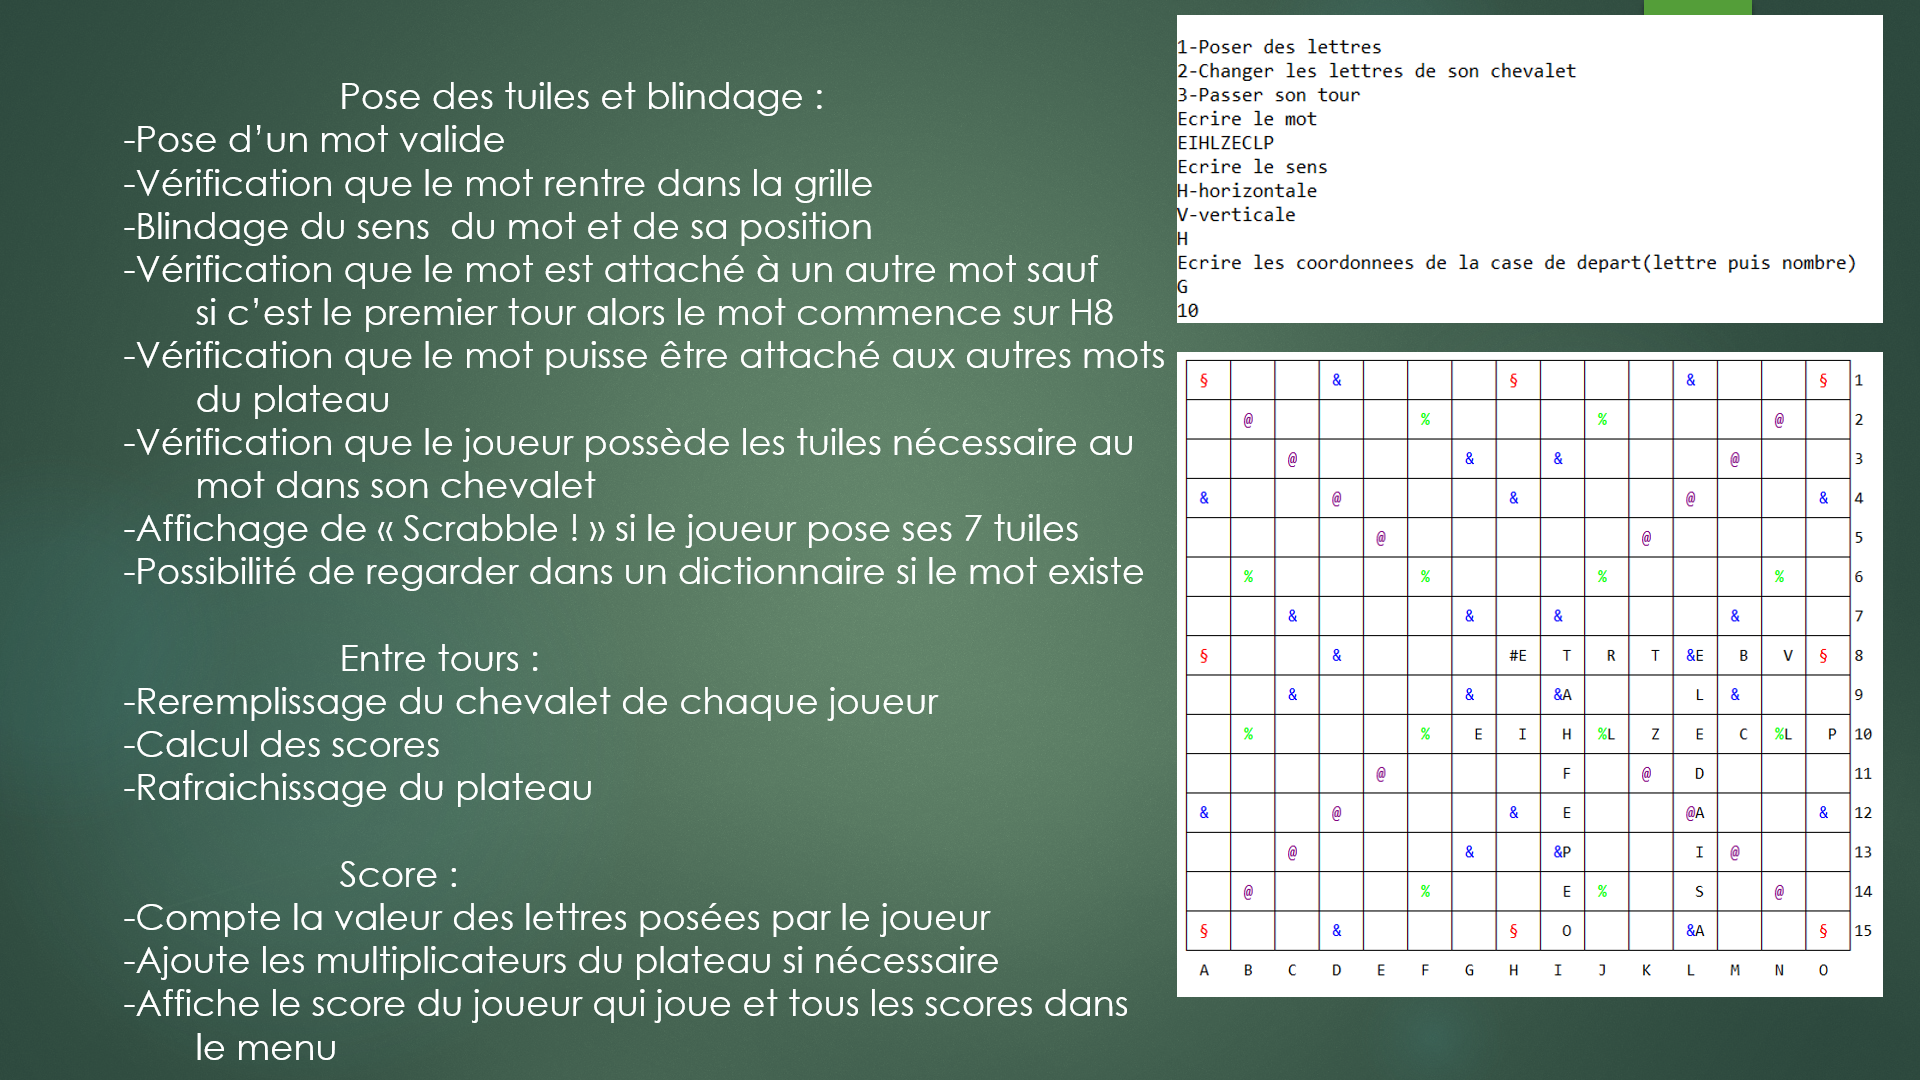 Pose des tuiles et blindage :
-Pose d’un mot valide
-Vérification que le mot rentre dans la grille
-Blindage du sens  du mot et de sa position
-Vérification que le mot est attaché à un autre mot sauf
si c’est le premier tour alors le mot commence sur H8
-Vérification que le mot puisse être attaché aux autres mots
du plateau
-Vérification que le joueur possède les tuiles nécessaire au
mot dans son chevalet
-Affichage de « Scrabble ! » si le joueur pose ses 7 tuiles
-Possibilité de regarder dans un dictionnaire si le mot existe
Entre tours :
-Reremplissage du chevalet de chaque joueur
-Calcul des scores
-Rafraichissage du plateau
Score :
-Compte la valeur des lettres posées par le joueur
-Ajoute les multiplicateurs du plateau si nécessaire
-Affiche le score du joueur qui joue et tous les scores dans
le menu
1-Poser des lettres
2-Changer les lettres de son chevalet
3-Passer son tour
Ecrire le mot
EIHLZECLP
Ecrire le sens
H-horizontale
V-verticale
H
Ecrire les coordonnees de la case de depart(lettre puis nombre)
G
10
§ & § & § 1
@ % % @ 2
@ & & @ 3
& @ & @ & 4
@ @ 5
% % % % 6
& & & & 7
§ & #E T R T &E B V § 8
& & &A L & 9
% % E I H %L Z E C %L P 10
@ F @ D 11
& @ & E @A & 12
@ & &P I @ 13
@ % E % S @ 14
§ & § O &A § 15
A B C D E F G H I J K L M N O